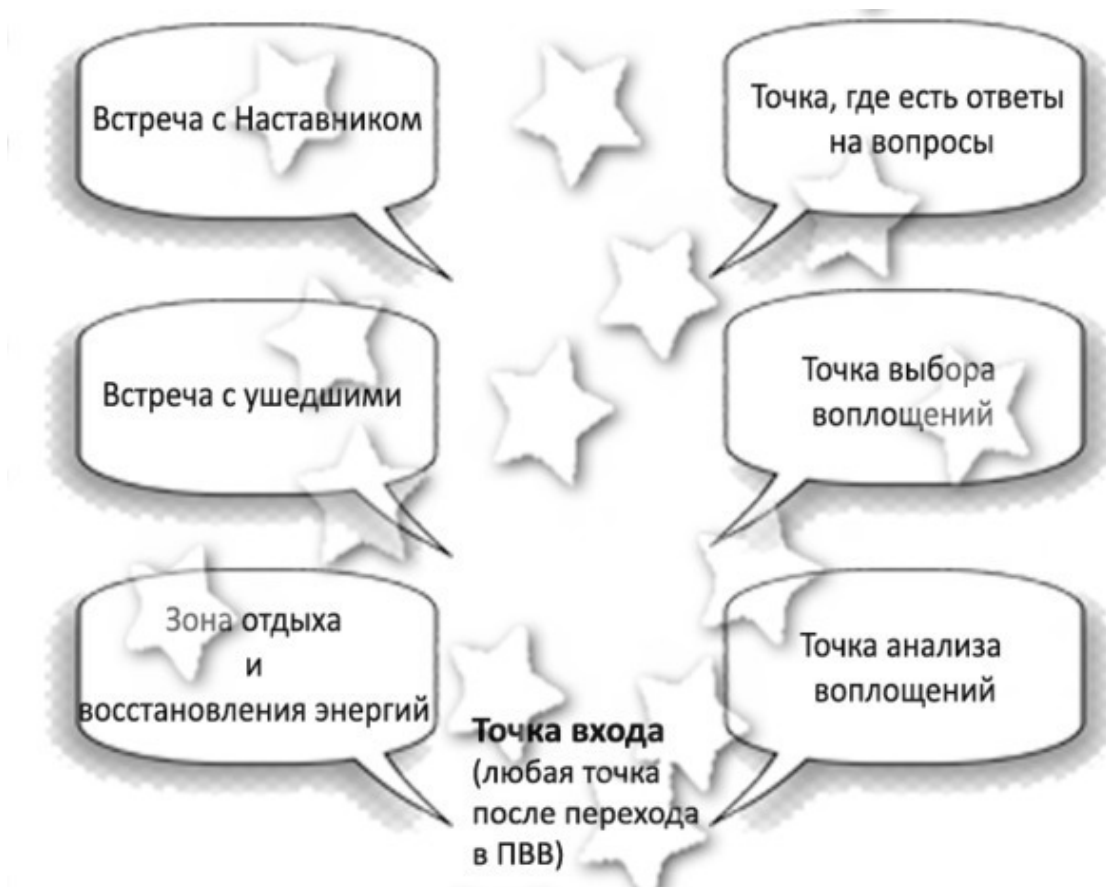 Встреча с Наставником
Точка, где есть ответы
на вопросы
Встреча с ушедшими
Точка выбора
воплощений
Зона отдыха
и
восстановления энергий
Точка анализа
воплощений
Точка входа
(любая точка
после перехода
в ПВВ)